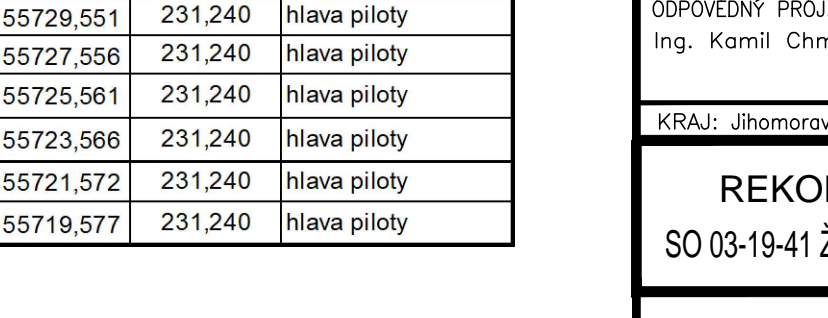 55729,551 231,240 hlava piloty
55727,556 231,240 hlava piloty
55725,561 231,240 hlava piloty
55723,566 231,240 hlava piloty
55721,572 231,240 hlava piloty
55719,577 231,240 hlava piloty
ODPOVĚDNÝ PROJ
Ing. Kamil Chm
KRAJ: Jihomorav
REKO
SO 03-19-41 Ž